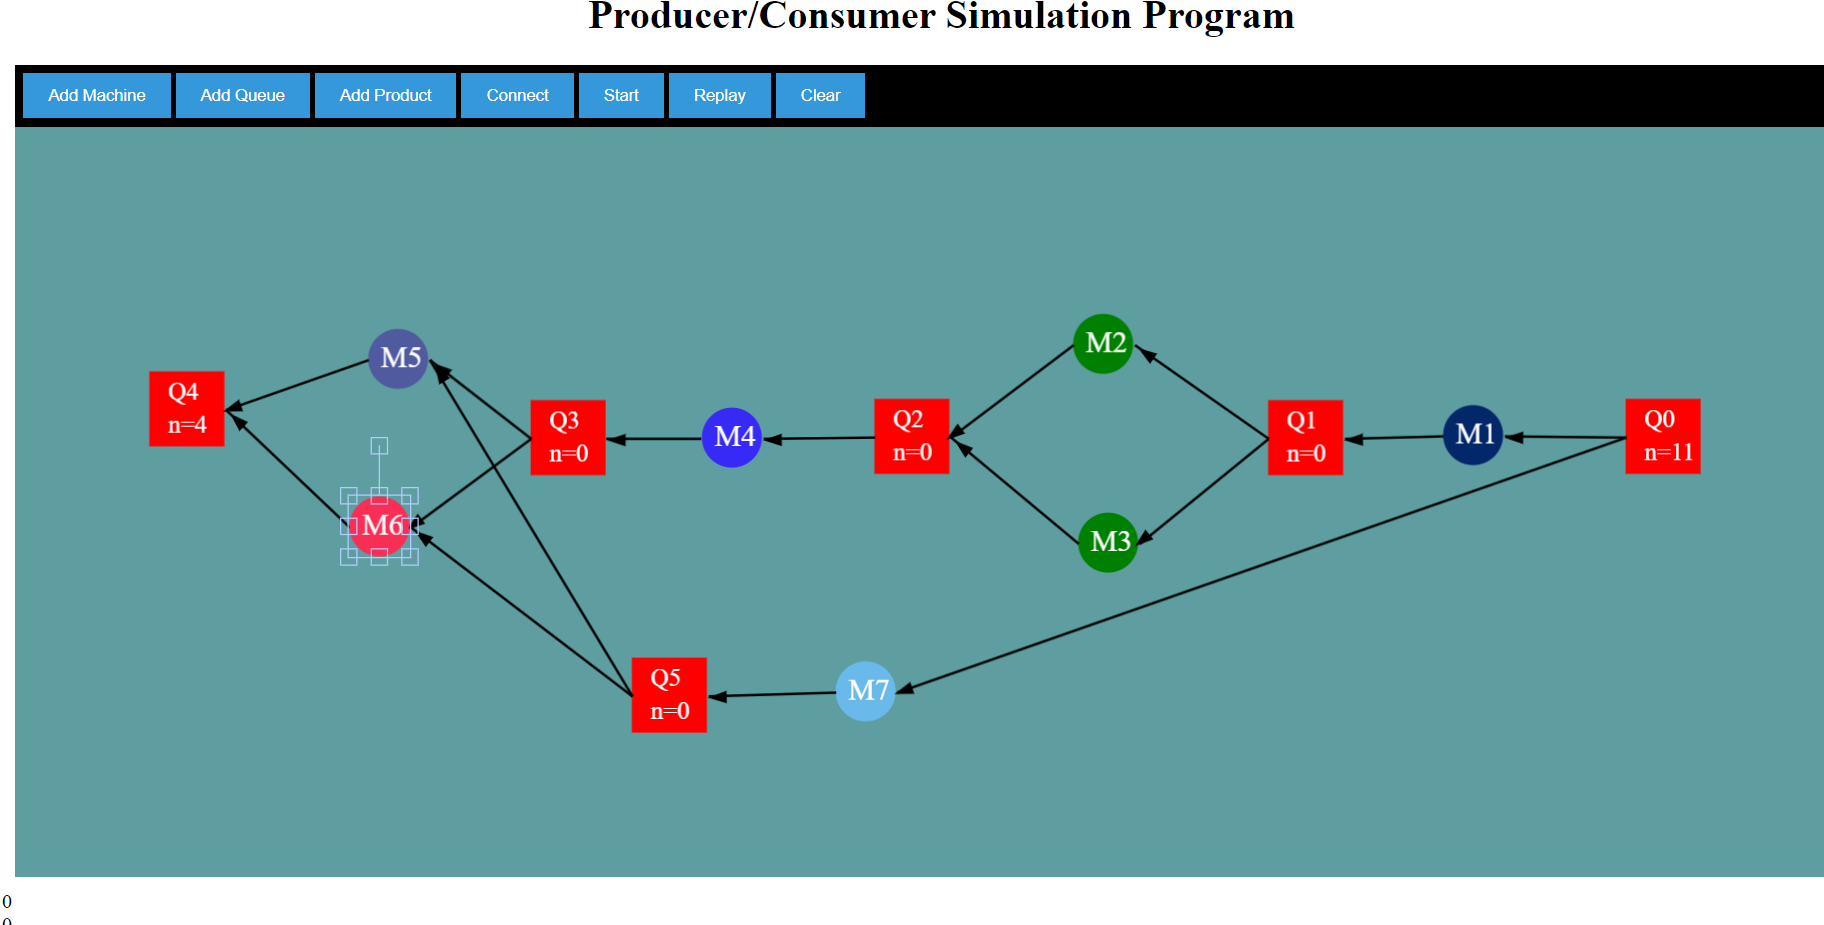 Producer/Consumer Simulation Program
Add Machine Add Queue Add Product Connect Start Replay Clear
M2
M5
Q4
n=4
Q3
n=0
M4
Q2
n=0
Q1
n=0
M1
Q0
n=11
M6
M3
Q5
n=0
M7
0
0